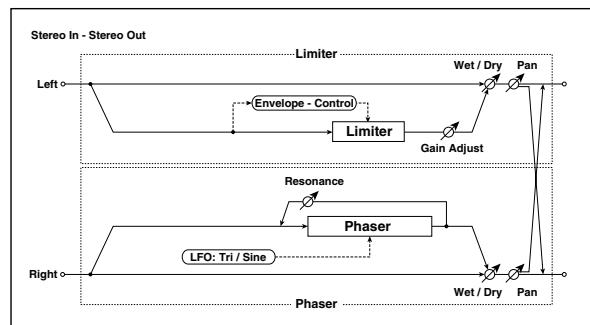 Stereo In - Stereo Out
Limiter
Wet / Dry
Pan
Left
Envelope - Control
Limiter
Gain Adjust
Resonance
Phaser
LFO: Tri / Sine
Right
Wet / Dry
Pan
Phaser